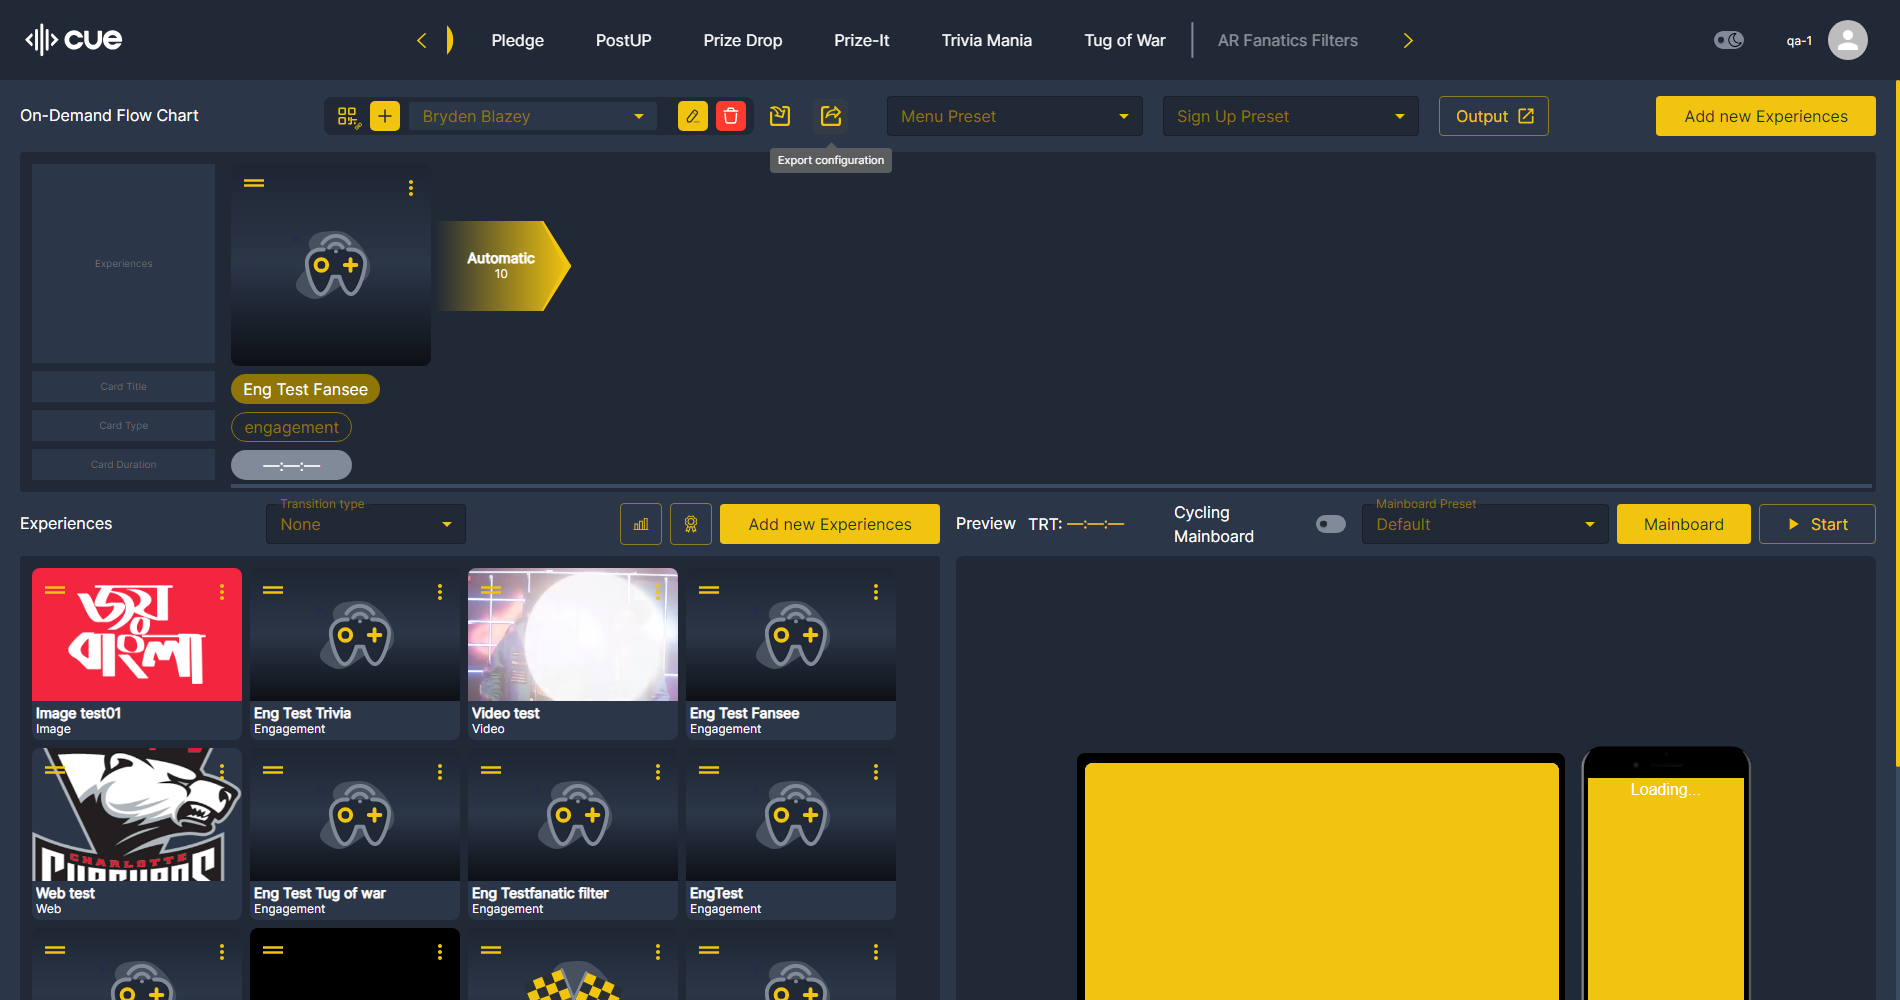 cue
Pledge
PostUP
Prize Drop
Prize-It
Trivia Mania
Tug of War
AR Fanatics Filters
qa-1
On-Demand Flow Chart
Bryden Blazey
Menu Preset
Sign Up Preset
Output
Add new Experiences
Export configuration
Experiences
Automatic
10
Card Title
Eng Test Fansee
Card Type
engagement
Card Duration
—:—:—
Experiences
Transition type
None
Add new Experiences
Preview
TRT: —:—:—
Cycling
Mainboard
Mainboard Preset
Default
Mainboard
Start
জয়
বাংলা
Image test01
Image
Eng Test Trivia
Engagement
Video test
Video
Eng Test Fansee
Engagement
CHARLOTTE
Web test
Web
Eng Test Tug of war
Engagement
Eng Testfanatic filter
Engagement
EngTest
Engagement
Loading...